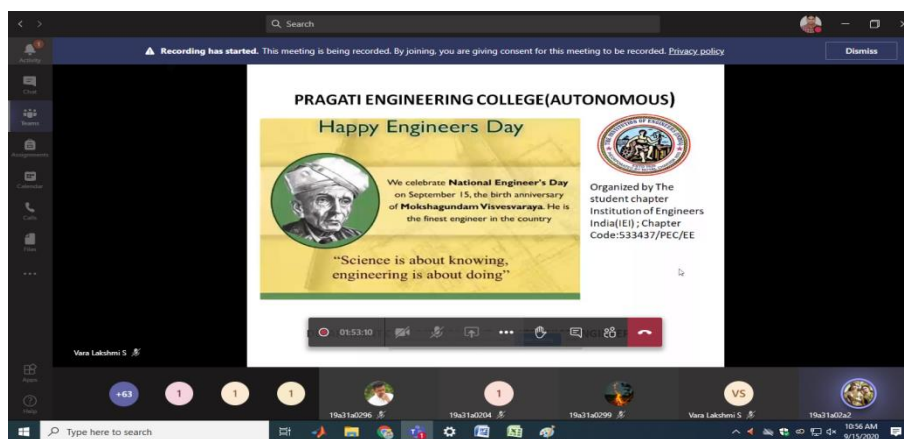 Search
Activity
Recording has started. This meeting is being recorded. By joining, you are giving consent for this meeting to be recorded. Privacy policy
Dismiss
Chat
Teams
Assignments
Calendar
Calls
Files
PRAGATI ENGINEERING COLLEGE(AUTONOMOUS)
Happy Engineers Day
We celebrate National Engineer's Day
on September 15, the birth anniversary
of Mokshagundam Visvesvaraya. He is
the finest engineer in the country
"Science is about knowing,
engineering is about doing"
Organized by The
student chapter
Institution of Engineers
India(IEI) ; Chapter
Code:533437/PEC/EE
01:53:10
Vara Lakshmi S
Apps
Help
+63
1
1
1
1
VS
19a31a0296
19a31a0204
19a31a0299
Vara Lakshmi S
19a31a02a2
Type here to search
10:56 AM
9/15/2020